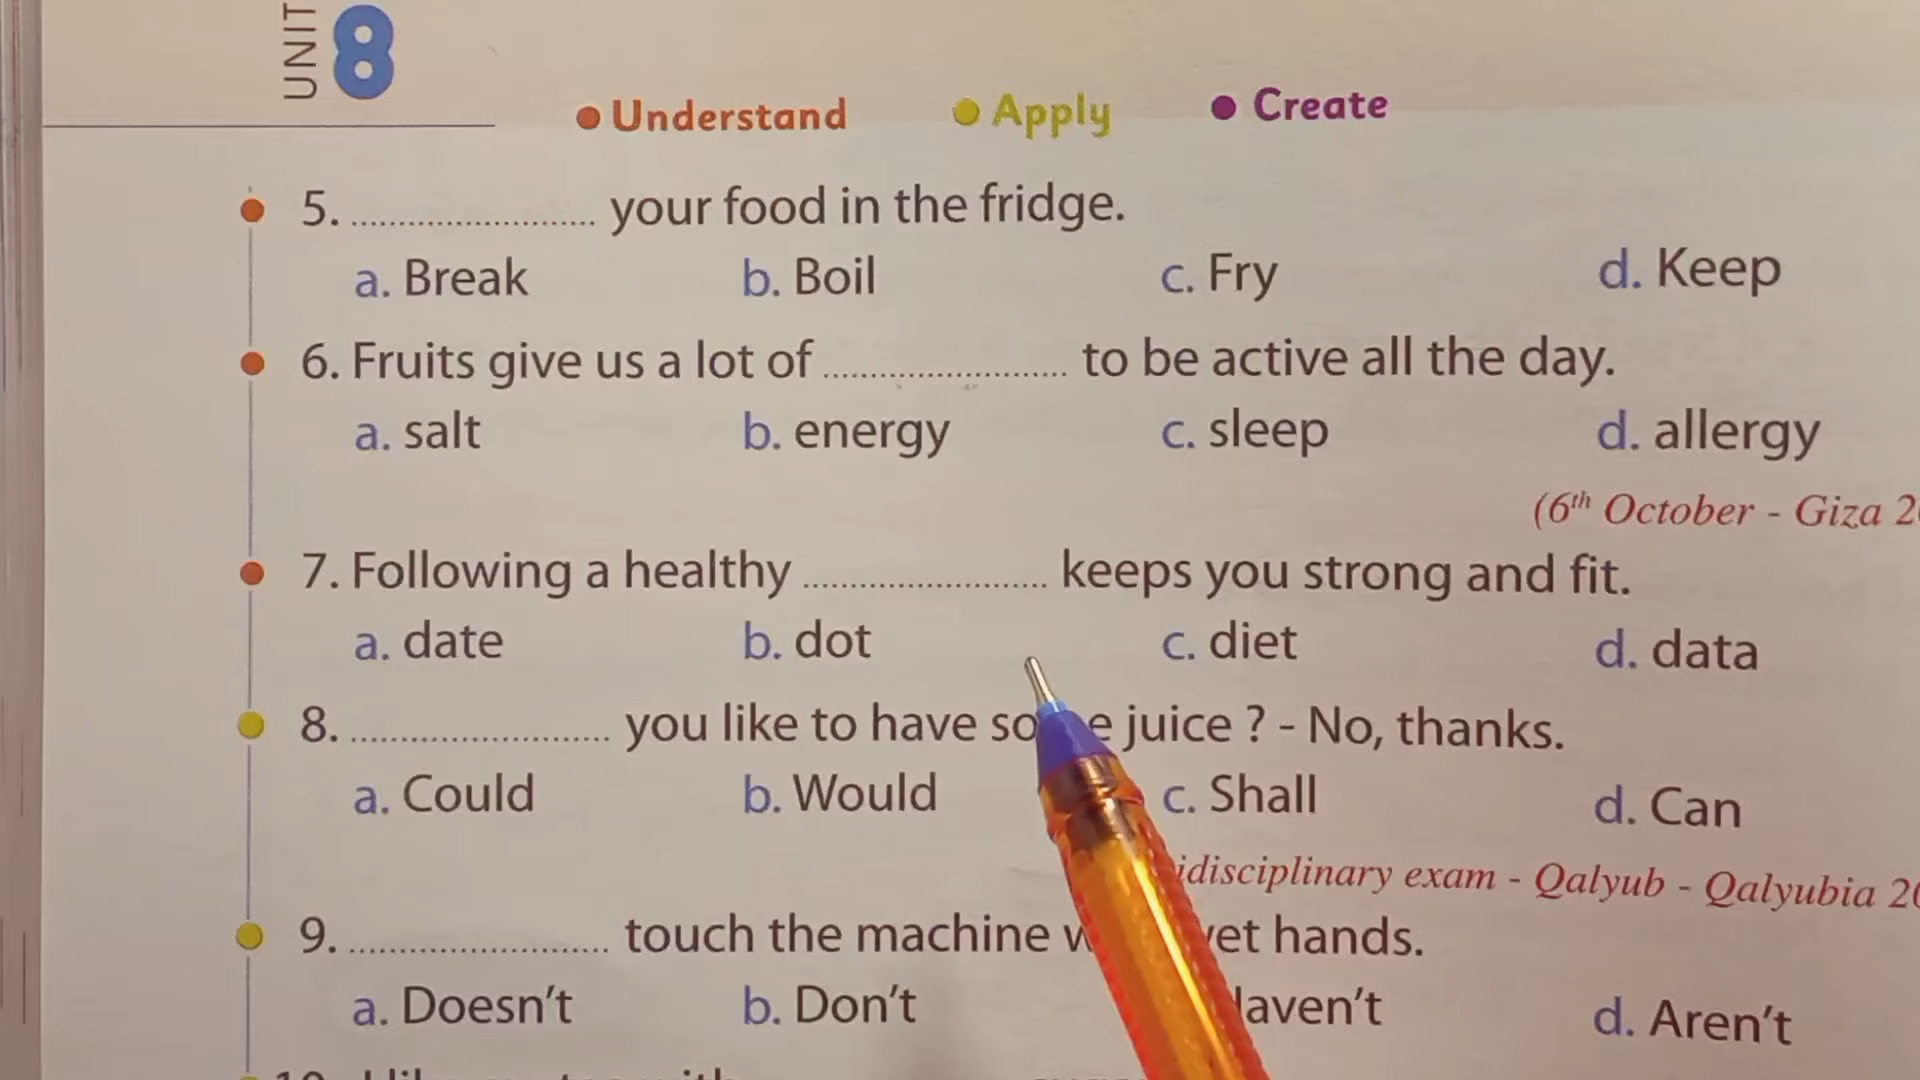 UNIT 8
Understand Apply Create
5. ........................ your food in the fridge.
a. Break b. Boil c. Fry d. Keep
6. Fruits give us a lot of ........................ to be active all the day.
a. salt b. energy c. sleep d. allergy
(6th October - Giza
7. Following a healthy ........................ keeps you strong and fit.
a. date b. dot c. diet d. data
8. ........................ you like to have juice ? - No, thanks.
a. Could b. Would c. Shall d. Can
exam - Qalyub - Qalyubia
9. ........................ touch the machine hands.
a. Doesn't b. Don't d. Aren't